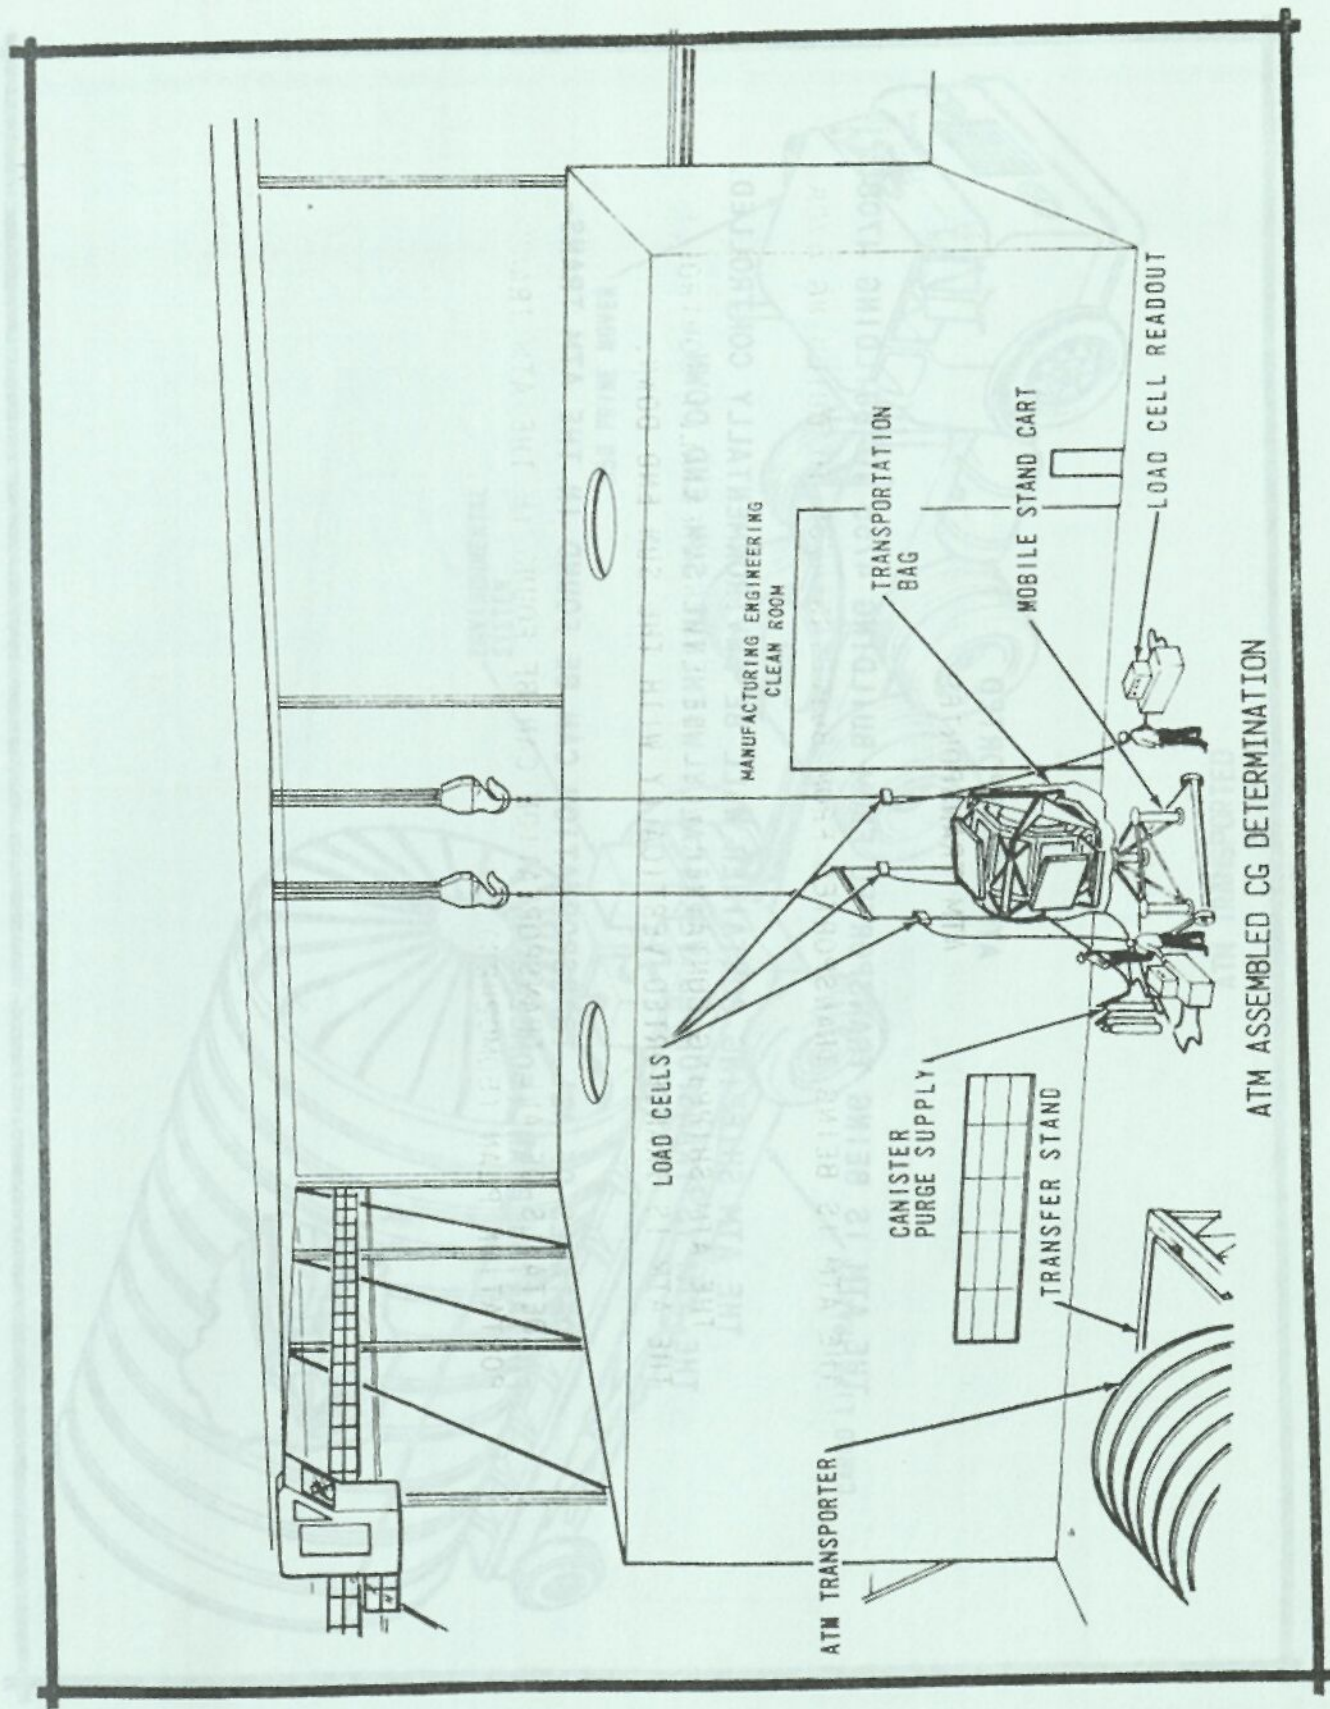 MANUFACTURING ENGINEERING
CLEAN ROOM
LOAD CELLS
TRANSPORTATION
BAG
CANISTER
PURGE SUPPLY
MOBILE STAND CART
TRANSFER STAND
ATM TRANSPORTER
LOAD CELL READOUT
ATM ASSEMBLED CG DETERMINATION